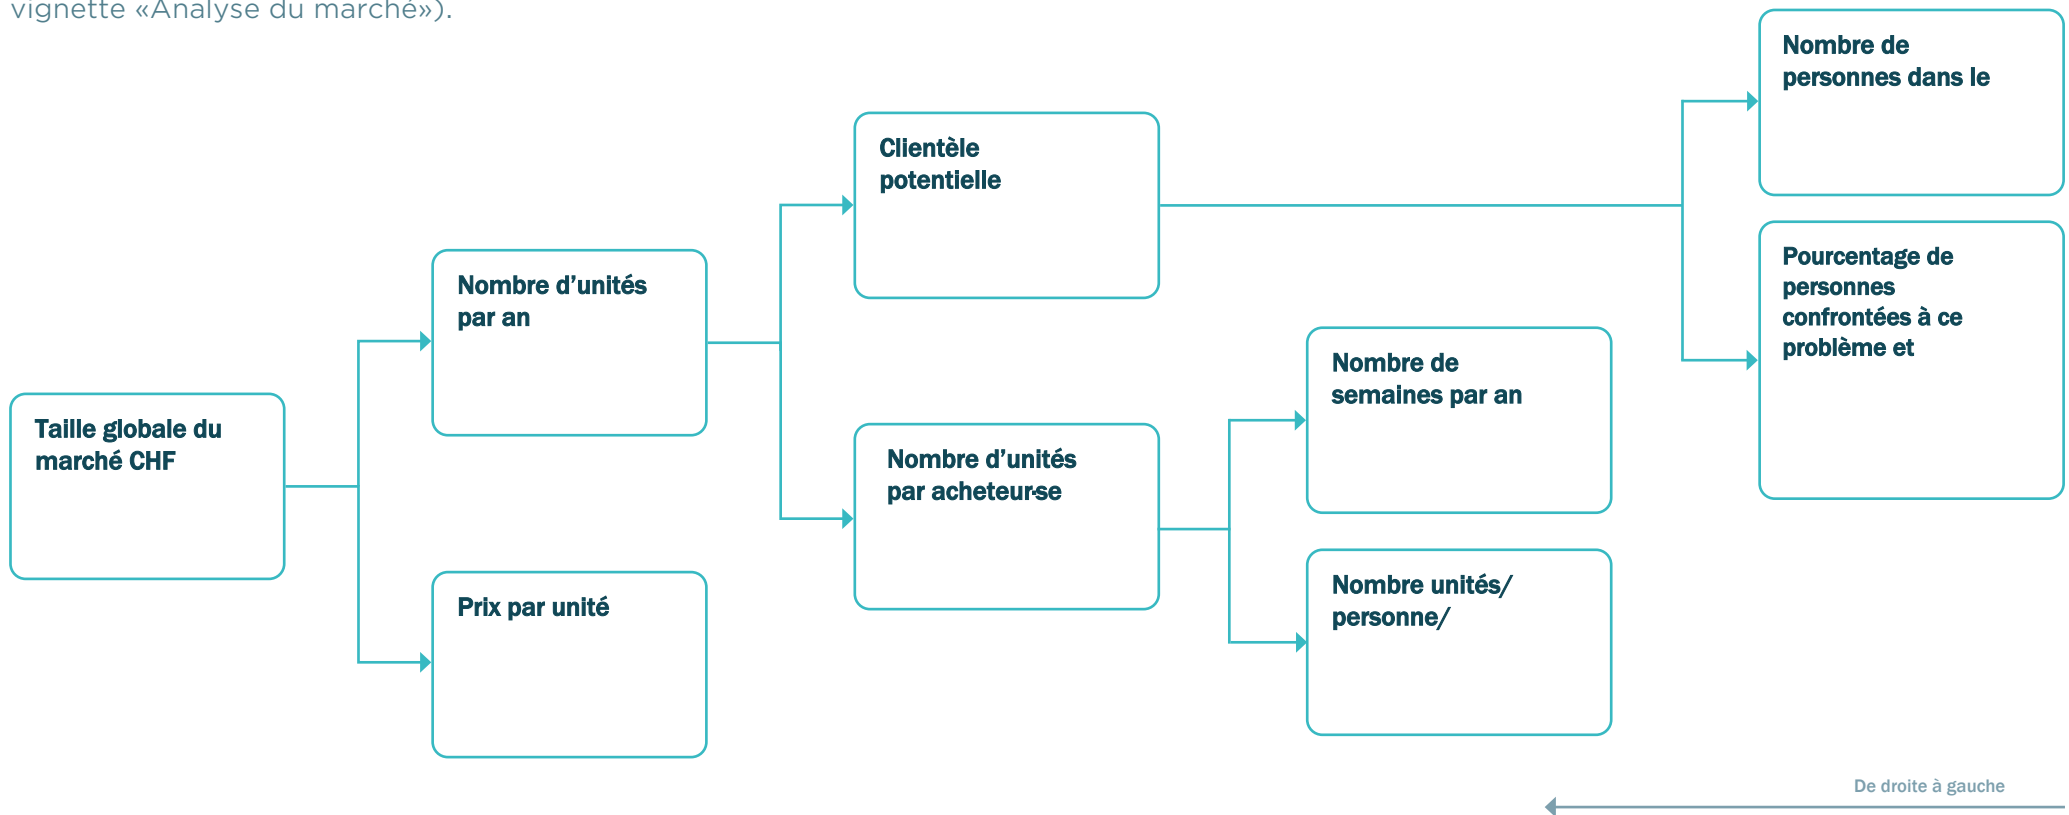 vignette «Analyse du marché»).
Nombre de
personnes dans le
Clientèle
potentielle
Pourcentage de
personnes
confrontées à ce
problème et
Nombre d’unités
par an
Nombre de
semaines par an
Taille globale du
marché CHF
Nombre d’unités
par acheteur·se
Prix par unité
Nombre unités/
personne/
De droite à gauche